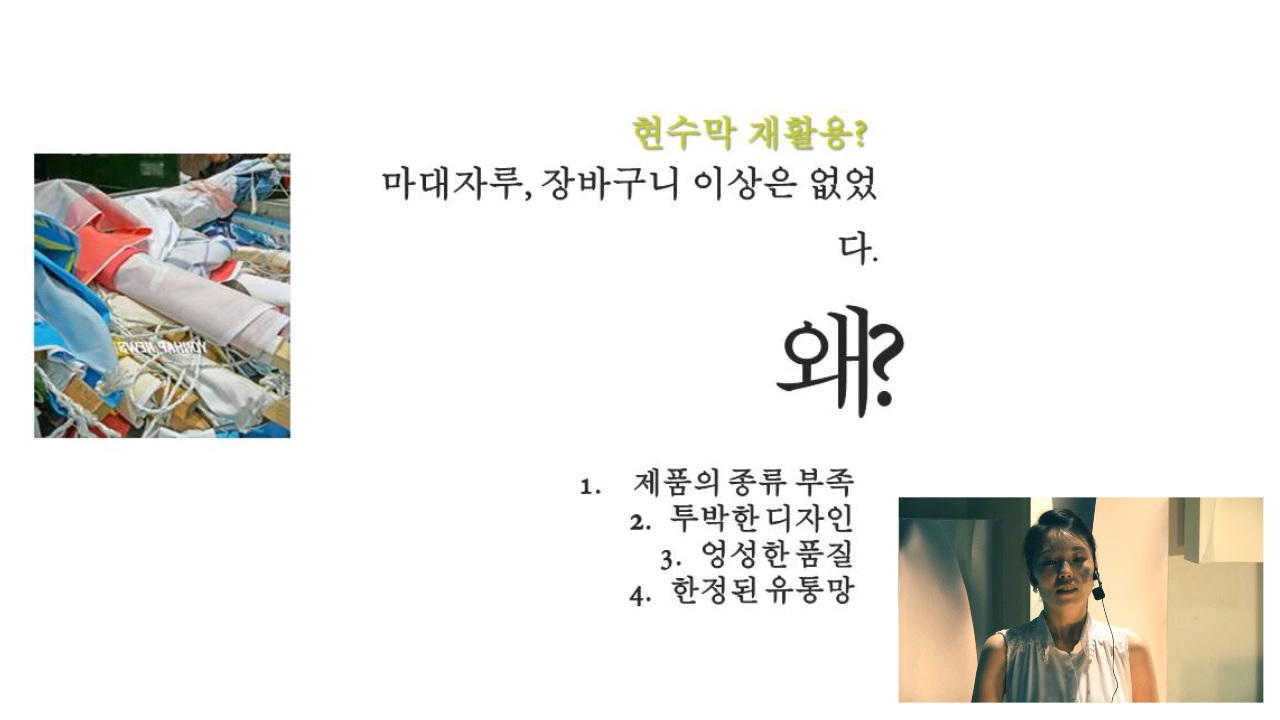 현수막 재활용?
마대자루, 장바구니 이상은 없었
다.
왜?
YONHAP NEWS
1. 제품의 종류 부족
2. 투박한 디자인
3. 엉성한 품질
4. 한정된 유통망